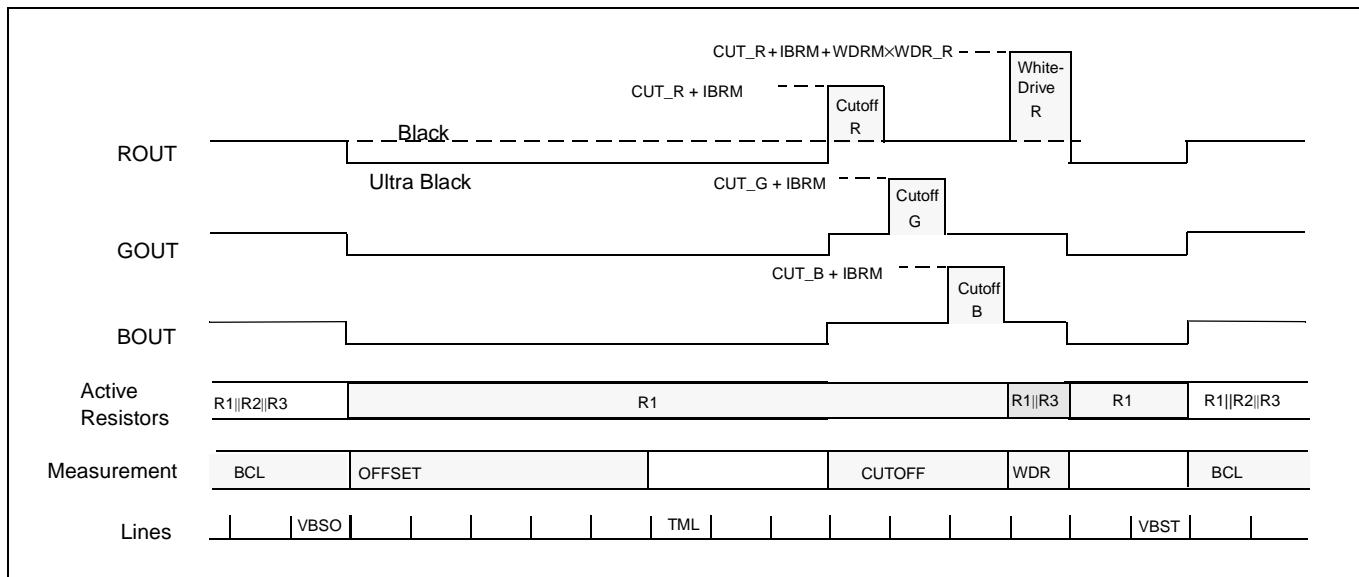 CUT_R+IBRM+WDRM×WDR_R
White-
Drive
R
CUT_R + IBRM
Cutoff
R
Black
ROUT
Ultra Black
CUT_G + IBRM
Cutoff
G
GOUT
CUT_B + IBRM
Cutoff
B
BOUT
Active
Resistors
R1||R2||R3
R1
R1||R3
R1
R1||R2||R3
Measurement
BCL
OFFSET
CUTOFF
WDR
BCL
Lines
VBSO
TML
VBST